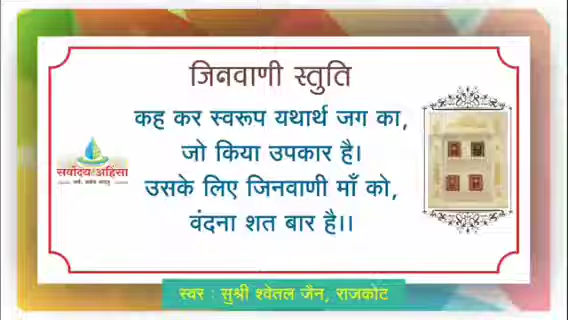 जिनवाणी स्तुति
कह कर स्वरूप यथार्थ जग का,
जो किया उपकार है।
उसके लिए जिनवाणी माँ को,
वंदना शत बार है।।
सर्वोदय अहिंसा
स्वर : सुश्री श्वेतल जैन, राजकोट